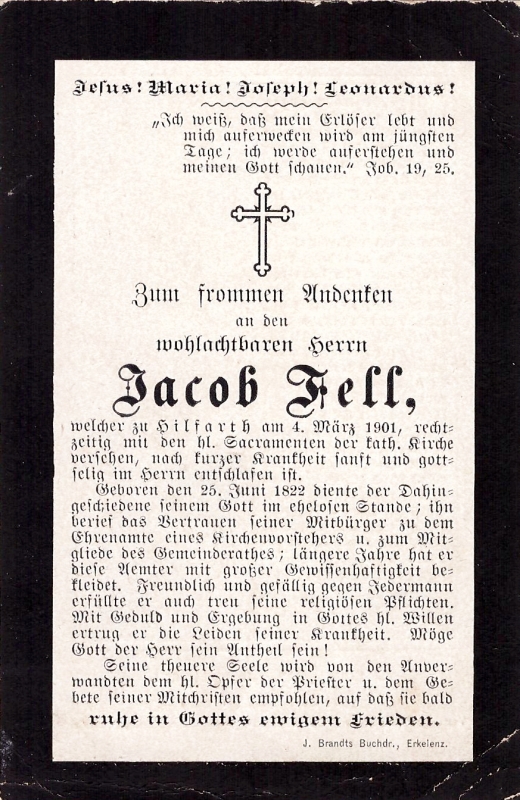 Jesus! Maria! Joseph! Leonardus!
„Ich weiß, daß mein Erlöser lebt und
mich auferwecken wird am jüngsten
Tage; ich werde auferstehen und
meinen Gott schauen.“ Job. 19, 25.
Zum frommen Andenken
an den
wohlachtbaren Herrn
Jacob Fell,
welcher zu Hilfarth am 4. März 1901, recht-
zeitig mit den hl. Sacramenten der kath. Kirche
versehen, nach kurzer Krankheit sanft und gott-
selig im Herrn entschlafen ist.
Geboren den 25. Juni 1822 diente der Dahin-
geschiedene seinem Gott im ehelosen Stande; ihn
berief das Vertrauen seiner Mitbürger zu dem
Ehrenamte eines Kirchenvorstehers u. zum Mit-
gliede des Gemeinderathes; längere Jahre hat er
diese Aemter mit großer Gewissenhaftigkeit be-
kleidet. Freundlich und gefällig gegen Jedermann
erfüllte er auch treu seine religiösen Pflichten.
Mit Geduld und Ergebung in Gottes hl. Willen
ertrug er die Leiden seiner Krankheit. Möge
Gott der Herr sein Antheil sein!
Seine theuere Seele wird von den Anver-
wandten dem hl. Opfer der Priester u. dem Ge-
bete seiner Mitchristen empfohlen, auf daß sie bald
ruhe in Gottes ewigem Frieden.
J. Brandts Buchdr., Erkelenz.